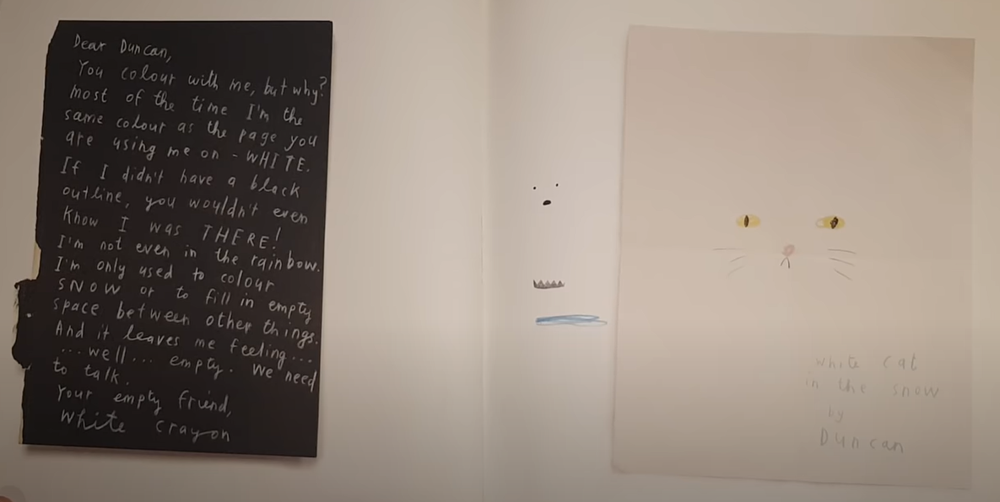 Dear Duncan,
You colour with me, but why?
most of the time I'm the
same colour as the page you
are using me on - WHITE.
If I didn't have a black
outline, you wouldn't even
Know I was THERE!
I'm not even in the rainbow.
I'm only used to colour
SNOW or to fill in empty
space between other things.
And it leaves me feeling...
...well... empty. We need
to talk.
Your empty friend,
White crayon
white cat
in the snow
by
Duncan